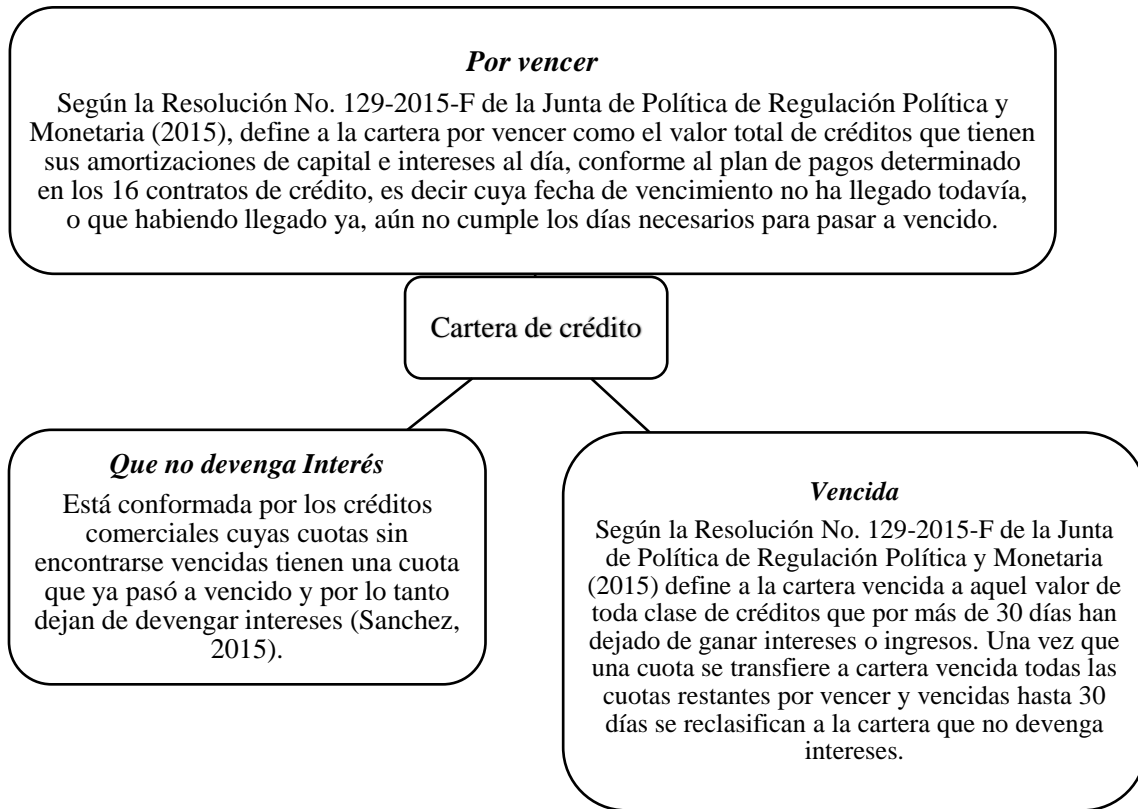 Por vencer
Según la Resolución No. 129-2015-F de la Junta de Política de Regulación Política y
Monetaria (2015), define a la cartera por vencer como el valor total de créditos que tienen
sus amortizaciones de capital e intereses al día, conforme al plan de pagos determinado
en los 16 contratos de crédito, es decir cuya fecha de vencimiento no ha llegado todavía,
o que habiendo llegado ya, aún no cumple los días necesarios para pasar a vencido.
Cartera de crédito
Que no devenga Interés
Está conformada por los créditos
comerciales cuyas cuotas sin
encontrarse vencidas tienen una cuota
que ya pasó a vencido y por lo tanto
dejan de devengar intereses (Sanchez,
2015).
Vencida
Según la Resolución No. 129-2015-F de la Junta
de Política de Regulación Política y Monetaria
(2015) define a la cartera vencida a aquel valor de
toda clase de créditos que por más de 30 días han
dejado de ganar intereses o ingresos. Una vez que
una cuota se transfiere a cartera vencida todas las
cuotas restantes por vencer y vencidas hasta 30
días se reclasifican a la cartera que no devenga
intereses.